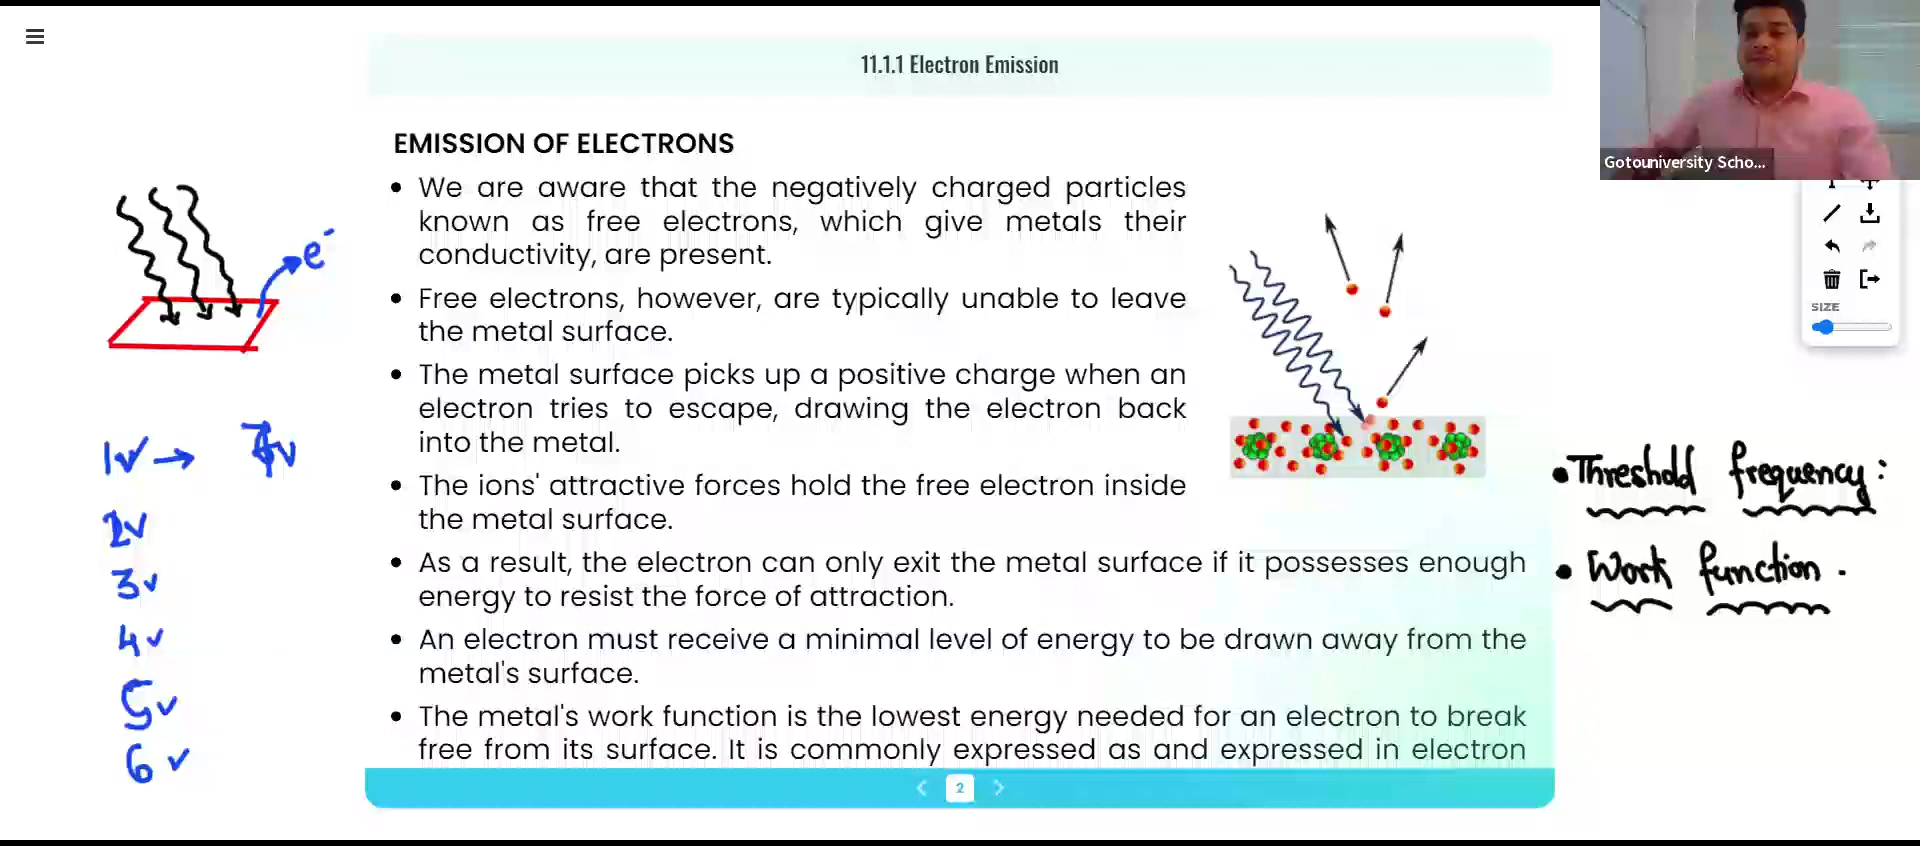 11.1.1 Electron Emission
Gotouniversity Scho...
EMISSION OF ELECTRONS
• We are aware that the negatively charged particles
known as free electrons, which give metals their
conductivity, are present.
• Free electrons, however, are typically unable to leave
the metal surface.
• The metal surface picks up a positive charge when an
electron tries to escape, drawing the electron back
into the metal.
• The ions' attractive forces hold the free electron inside
the metal surface.
• As a result, the electron can only exit the metal surface if it possesses enough
energy to resist the force of attraction.
• An electron must receive a minimal level of energy to be drawn away from the
metal's surface.
• The metal's work function is the lowest energy needed for an electron to break
free from its surface. It is commonly expressed as and expressed in electron
2
e⁻
1v →
2v
3v
4v
5v
6v
• Threshold frequency:
• Work function.
SIZE